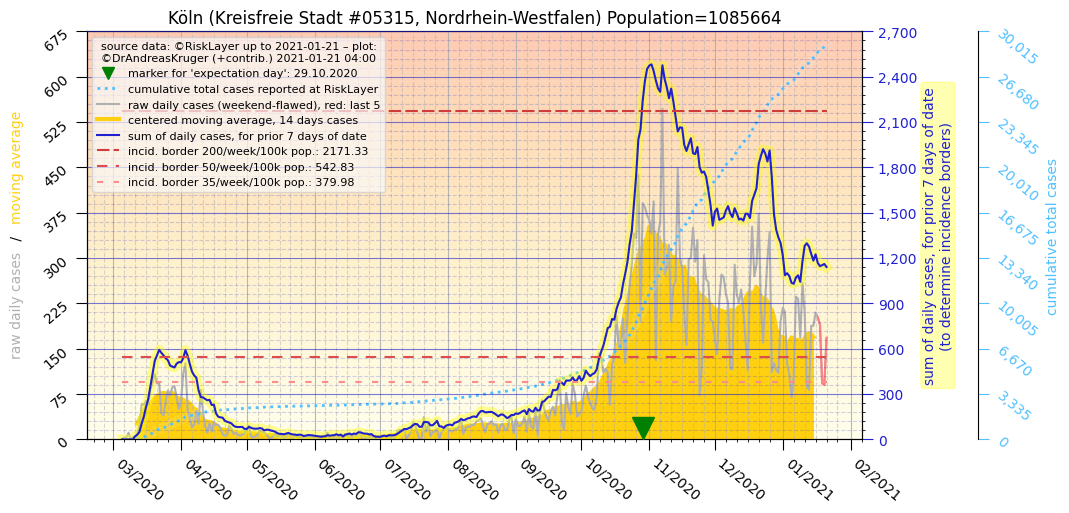 Köln (Kreisfreie Stadt #05315, Nordrhein-Westfalen) Population=1085664
source data: ©RiskLayer up to 2021-01-21 – plot:
©DrAndreasKruger (+contrib.) 2021-01-21 04:00
marker for 'expectation day': 29.10.2020
cumulative total cases reported at RiskLayer
raw daily cases (weekend-flawed), red: last 5
centered moving average, 14 days cases
sum of daily cases, for prior 7 days of date
incid. border 200/week/100k pop.: 2171.33
incid. border 50/week/100k pop.: 542.83
incid. border 35/week/100k pop.: 379.98
raw daily cases / moving average
675
600
525
450
375
300
225
150
75
0
03/2020
04/2020
05/2020
06/2020
07/2020
08/2020
09/2020
10/2020
11/2020
12/2020
01/2021
02/2021
2,700
2,400
2,100
1,800
1,500
1,200
900
600
300
0
sum of daily cases, for prior 7 days of date
(to determine incidence borders)
30,015
26,680
23,345
20,010
16,675
13,340
10,005
6,670
3,335
0
cumulative total cases